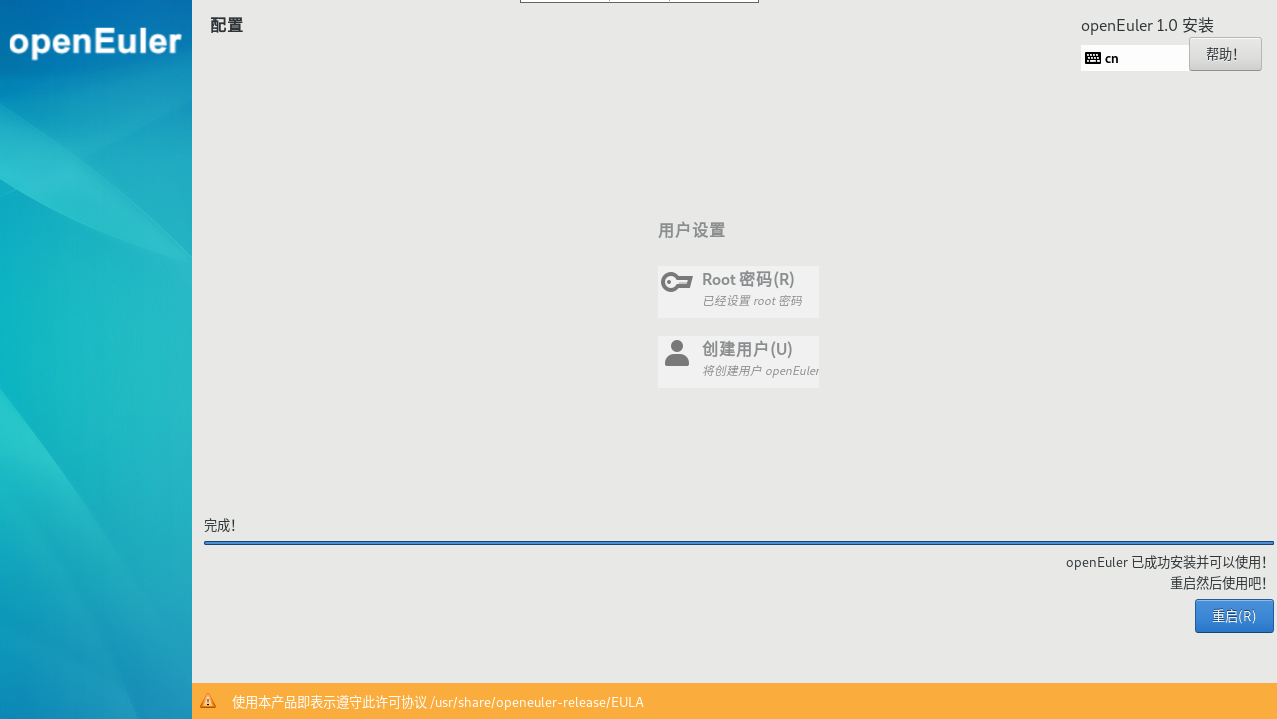 openEuler
配置
openEuler 1.0 安装
cn
帮助！
用户设置
Root 密码(R)
已经设置 root 密码
创建用户(U)
将创建用户 openEuler
完成！
openEuler 已成功安装并可以使用！
重启然后使用吧！
重启(R)
使用本产品即表示遵守此许可协议 /usr/share/openeuler-release/EULA